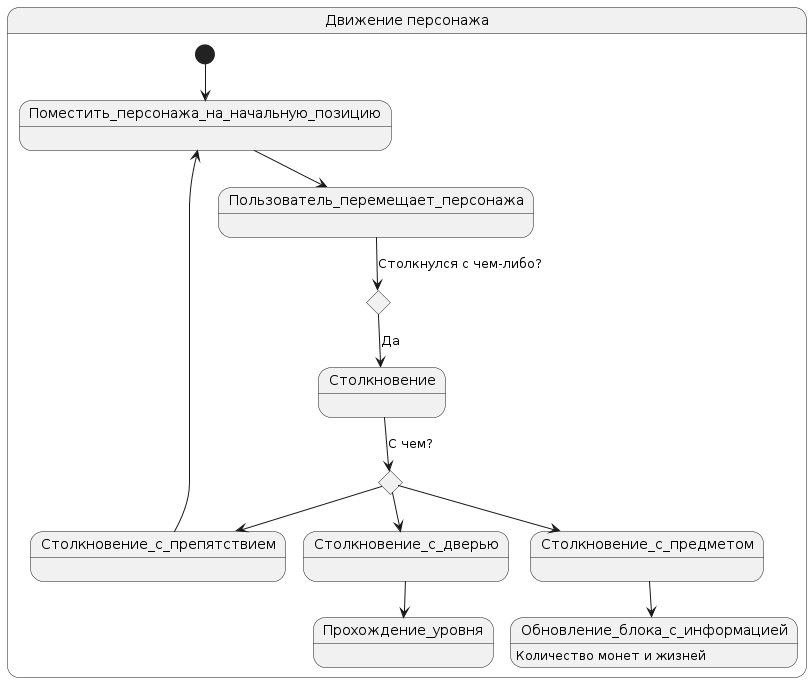 Движение персонажа
Поместить_персонажа_на_начальную_позицию
Пользователь_перемещает_персонажа
Столкнулся с чем-либо?
Да
Столкновение
С чем?
Столкновение_с_препятствием
Столкновение_с_дверью
Столкновение_с_предметом
Прохождение_уровня
Обновление_блока_с_информацией
Количество монет и жизней